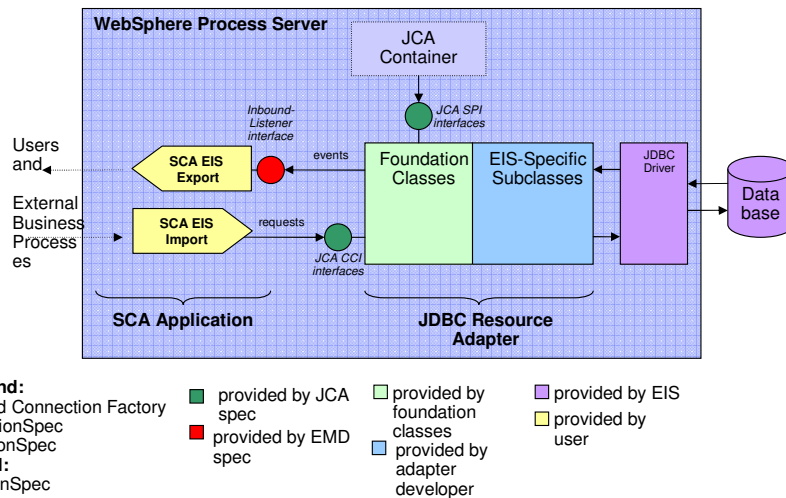 WebSphere Process Server
JCA
Container
Inbound-
Listener
interface
JCA SPI
interfaces
Users
and
External
Business
Process
es
SCA EIS
Export
events
Foundation
Classes
EIS-Specific
Subclasses
JDBC
Driver
Data
base
SCA EIS
Import
requests
JCA CCI
interfaces
SCA Application
JDBC Resource
Adapter
nd:
d Connection Factory
ionSpec
onSpec
d:
nSpec
provided by JCA
spec
provided by EMD
spec
provided by
foundation
classes
provided by
adapter
developer
provided by EIS
provided by
user